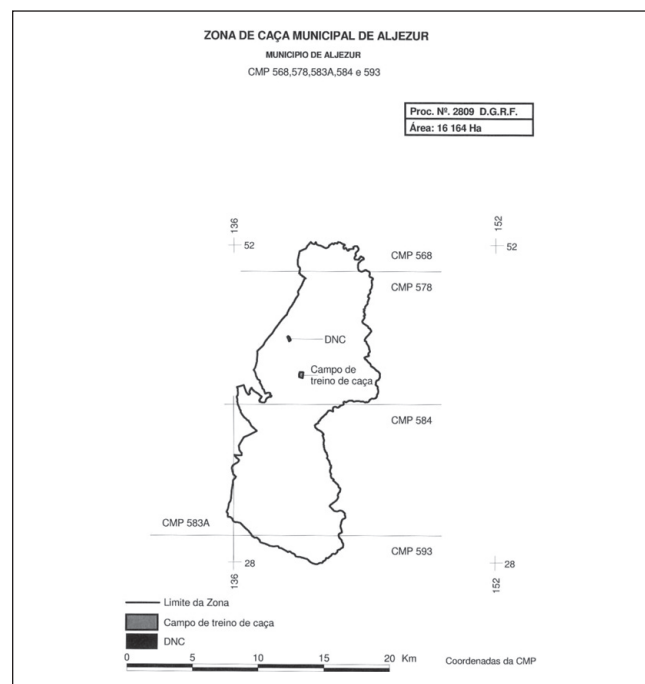 ZONA DE CAÇA MUNICIPAL DE ALJEZUR
MUNICIPIO DE ALJEZUR
CMP 568,578,583A,584 e 593
Proc. Nº. 2809 D.G.R.F.
Área: 16 164 Ha
136
152
52
52
CMP 568
CMP 578
DNC
Campo de
treino de caça
CMP 584
CMP 583A
CMP 593
28
28
136
152
Limite da Zona
Campo de treino de caça
DNC
0 5 10 15 20 Km
Coordenadas da CMP